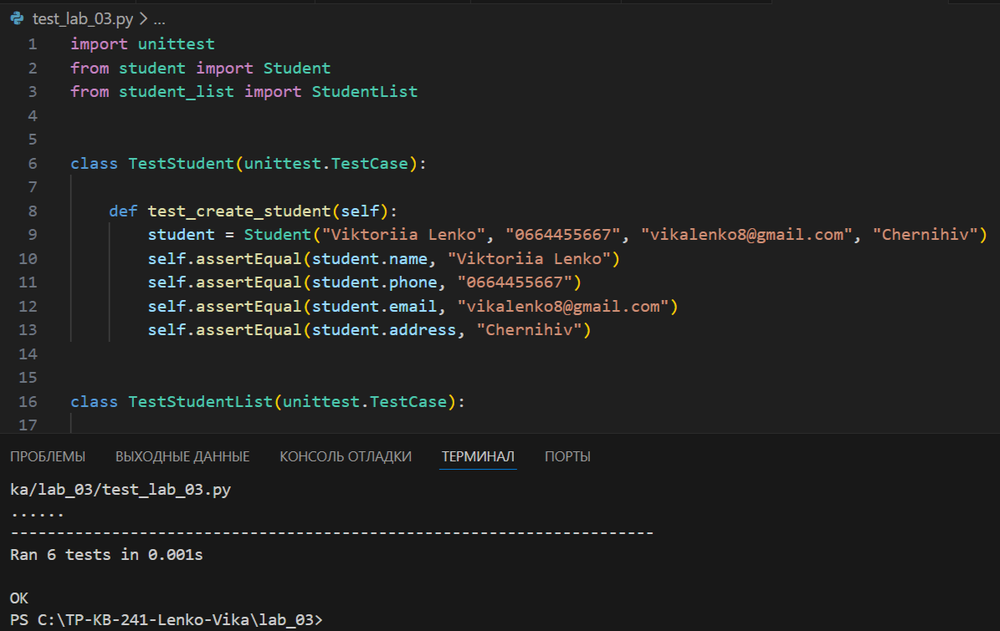 test_lab_03.py > ...
1 import unittest
2 from student import Student
3 from student_list import StudentList
4
5
6 class TestStudent(unittest.TestCase):
7
8     def test_create_student(self):
9         student = Student("Viktoriia Lenko", "0664455667", "vikalenko8@gmail.com", "Chernihiv")
10         self.assertEqual(student.name, "Viktoriia Lenko")
11         self.assertEqual(student.phone, "0664455667")
12         self.assertEqual(student.email, "vikalenko8@gmail.com")
13         self.assertEqual(student.address, "Chernihiv")
14
15
16 class TestStudentList(unittest.TestCase):
17
ПРОБЛЕМЫ ВЫХОДНЫЕ ДАННЫЕ КОНСОЛЬ ОТЛАДКИ ТЕРМИНАЛ ПОРТЫ
ka/lab_03/test_lab_03.py
......
----------------------------------------------------------------------
Ran 6 tests in 0.001s
OK
PS C:\TP-KB-241-Lenko-Vika\lab_03>